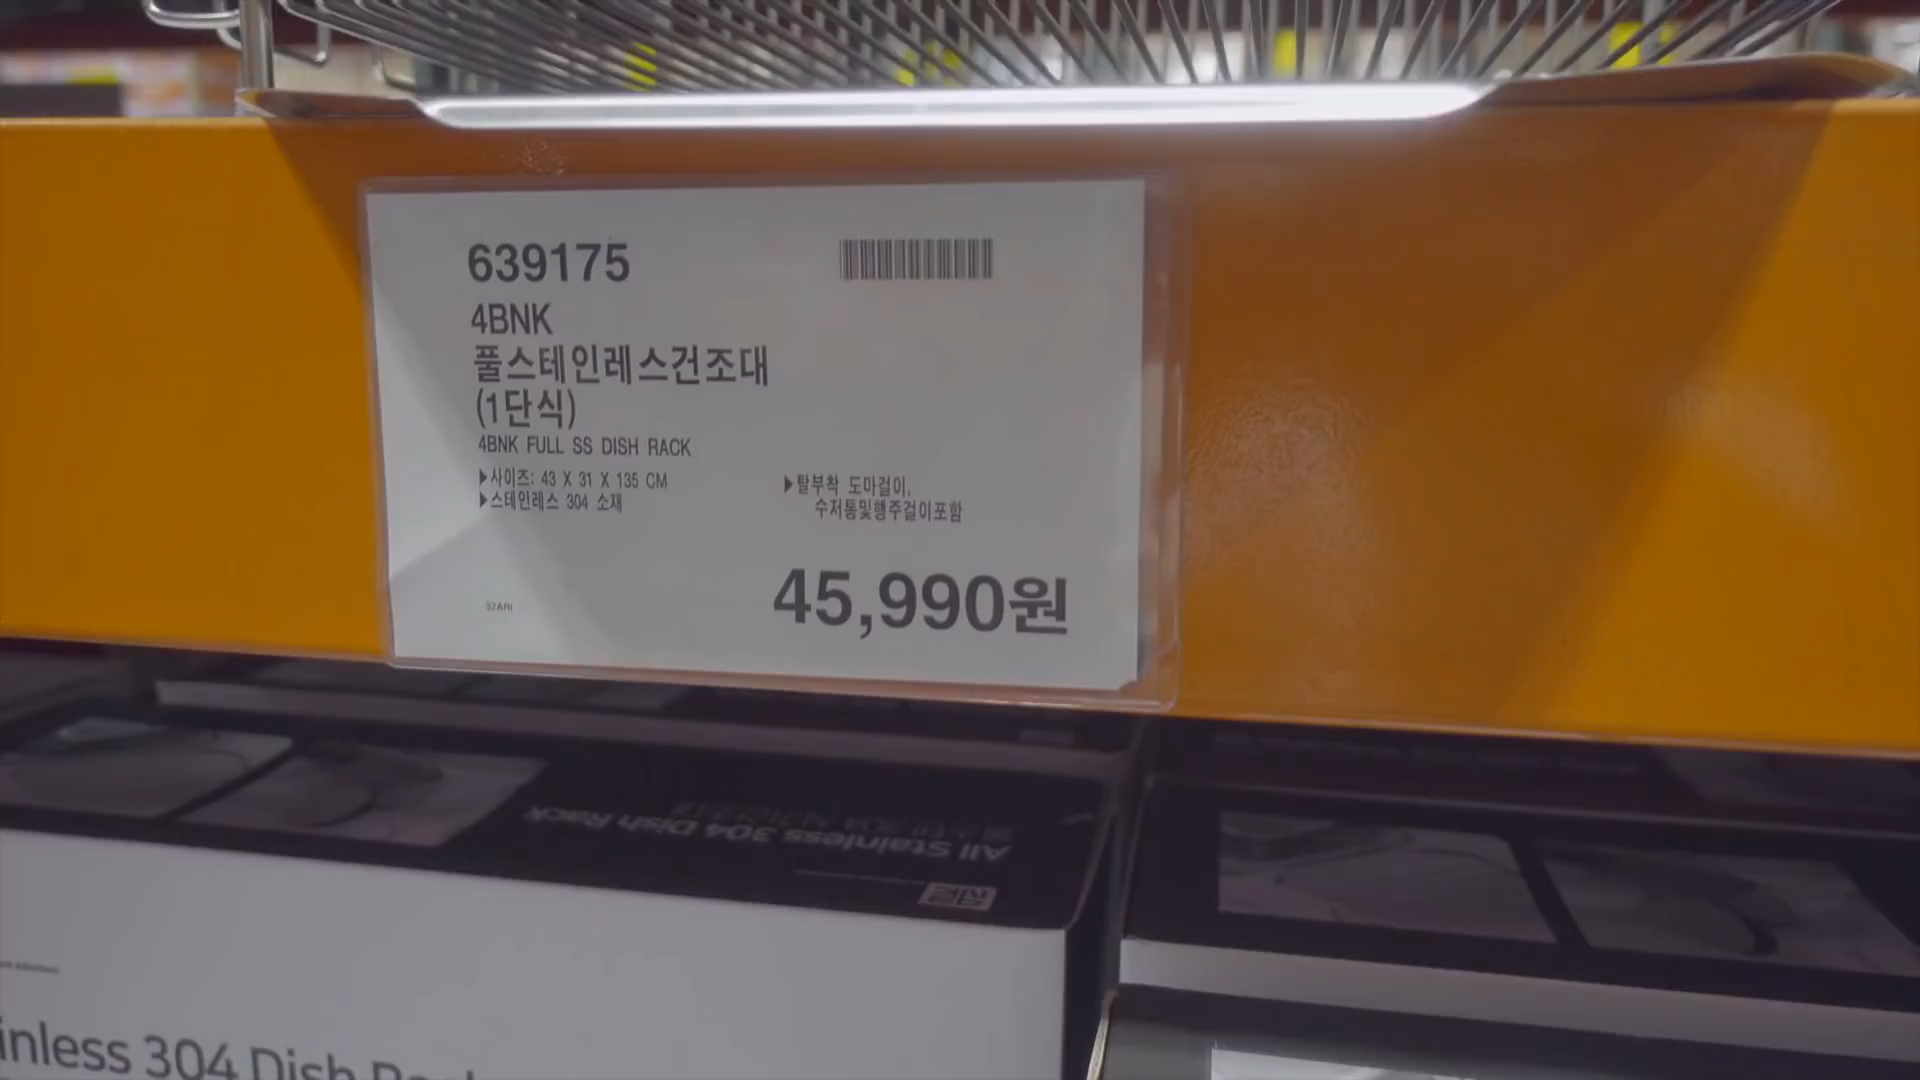 639175
4BNK
풀스테인레스건조대
(1단식)
4BNK FULL SS DISH RACK
▶사이즈: 43 X 31 X 135 CM
▶스테인레스 304 소재
▶탈부착 도마걸이,
수저통및행주걸이포함
45,990원
32ARI
All Stainless 304 Dish Rack
inless 304 Dish Rack